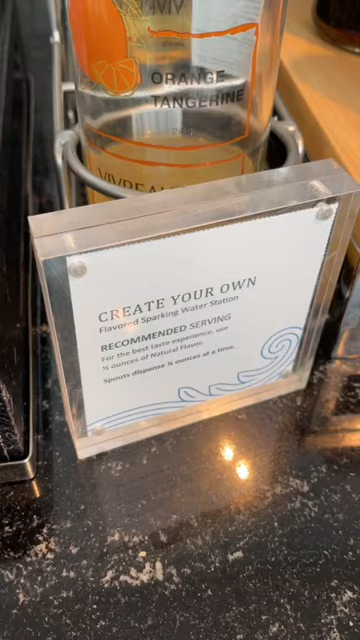 ORANGE
TANGERINE
CREATE YOUR OWN
Flavored Sparking Water Station
RECOMMENDED SERVING
For the best taste experience, use
½ ounces of Natural Flavor.
Spouts dispense ½ ounces at a time.